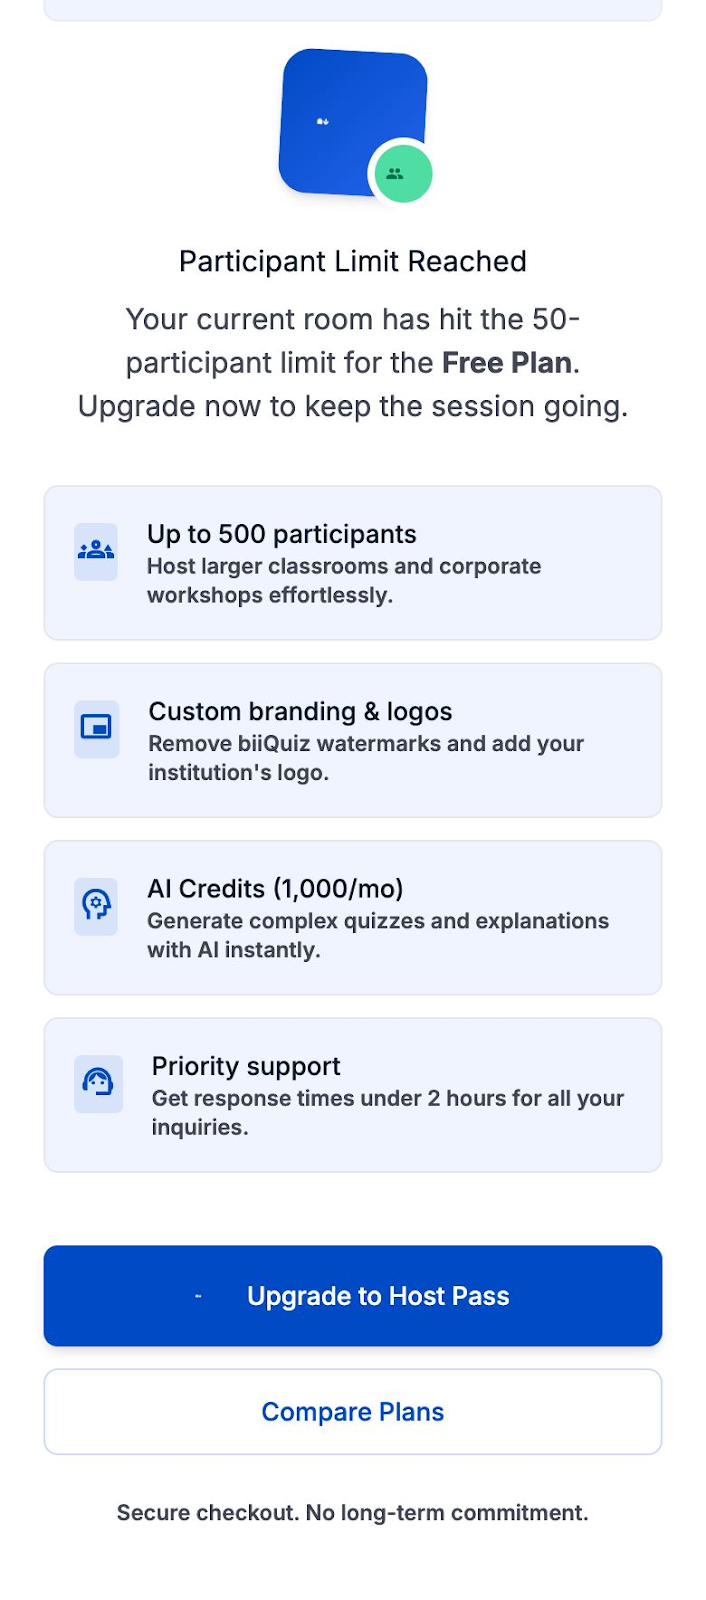 Participant Limit Reached
Your current room has hit the 50-
participant limit for the Free Plan.
Upgrade now to keep the session going.
Up to 500 participants
Host larger classrooms and corporate
workshops effortlessly.
Custom branding & logos
Remove biiQuiz watermarks and add your
institution's logo.
AI Credits (1,000/mo)
Generate complex quizzes and explanations
with AI instantly.
Priority support
Get response times under 2 hours for all your
inquiries.
Upgrade to Host Pass
Compare Plans
Secure checkout. No long-term commitment.